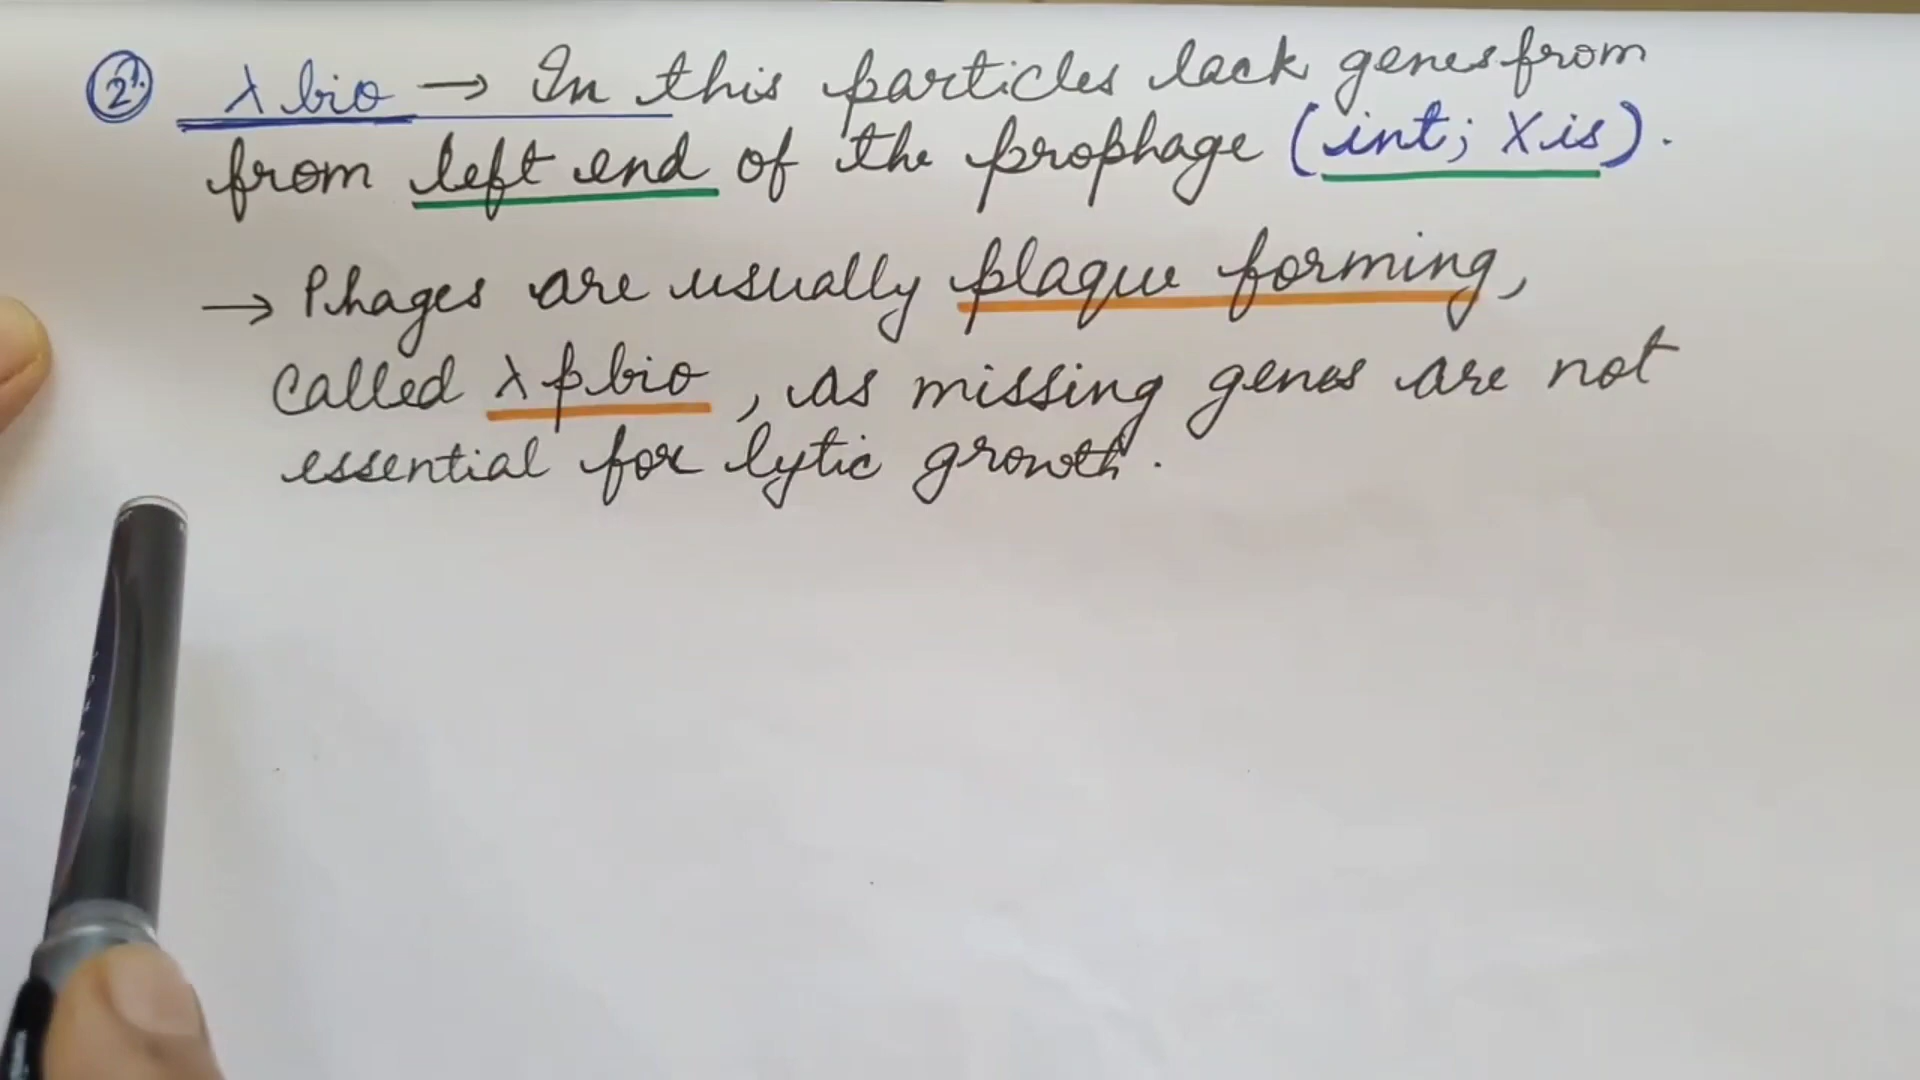 2. λ bio → In this particles lack genes from
from left end of the prophage (int; Xis).
→ Phages are usually plaque forming,
called λ p bio, as missing genes are not
essential for lytic growth.